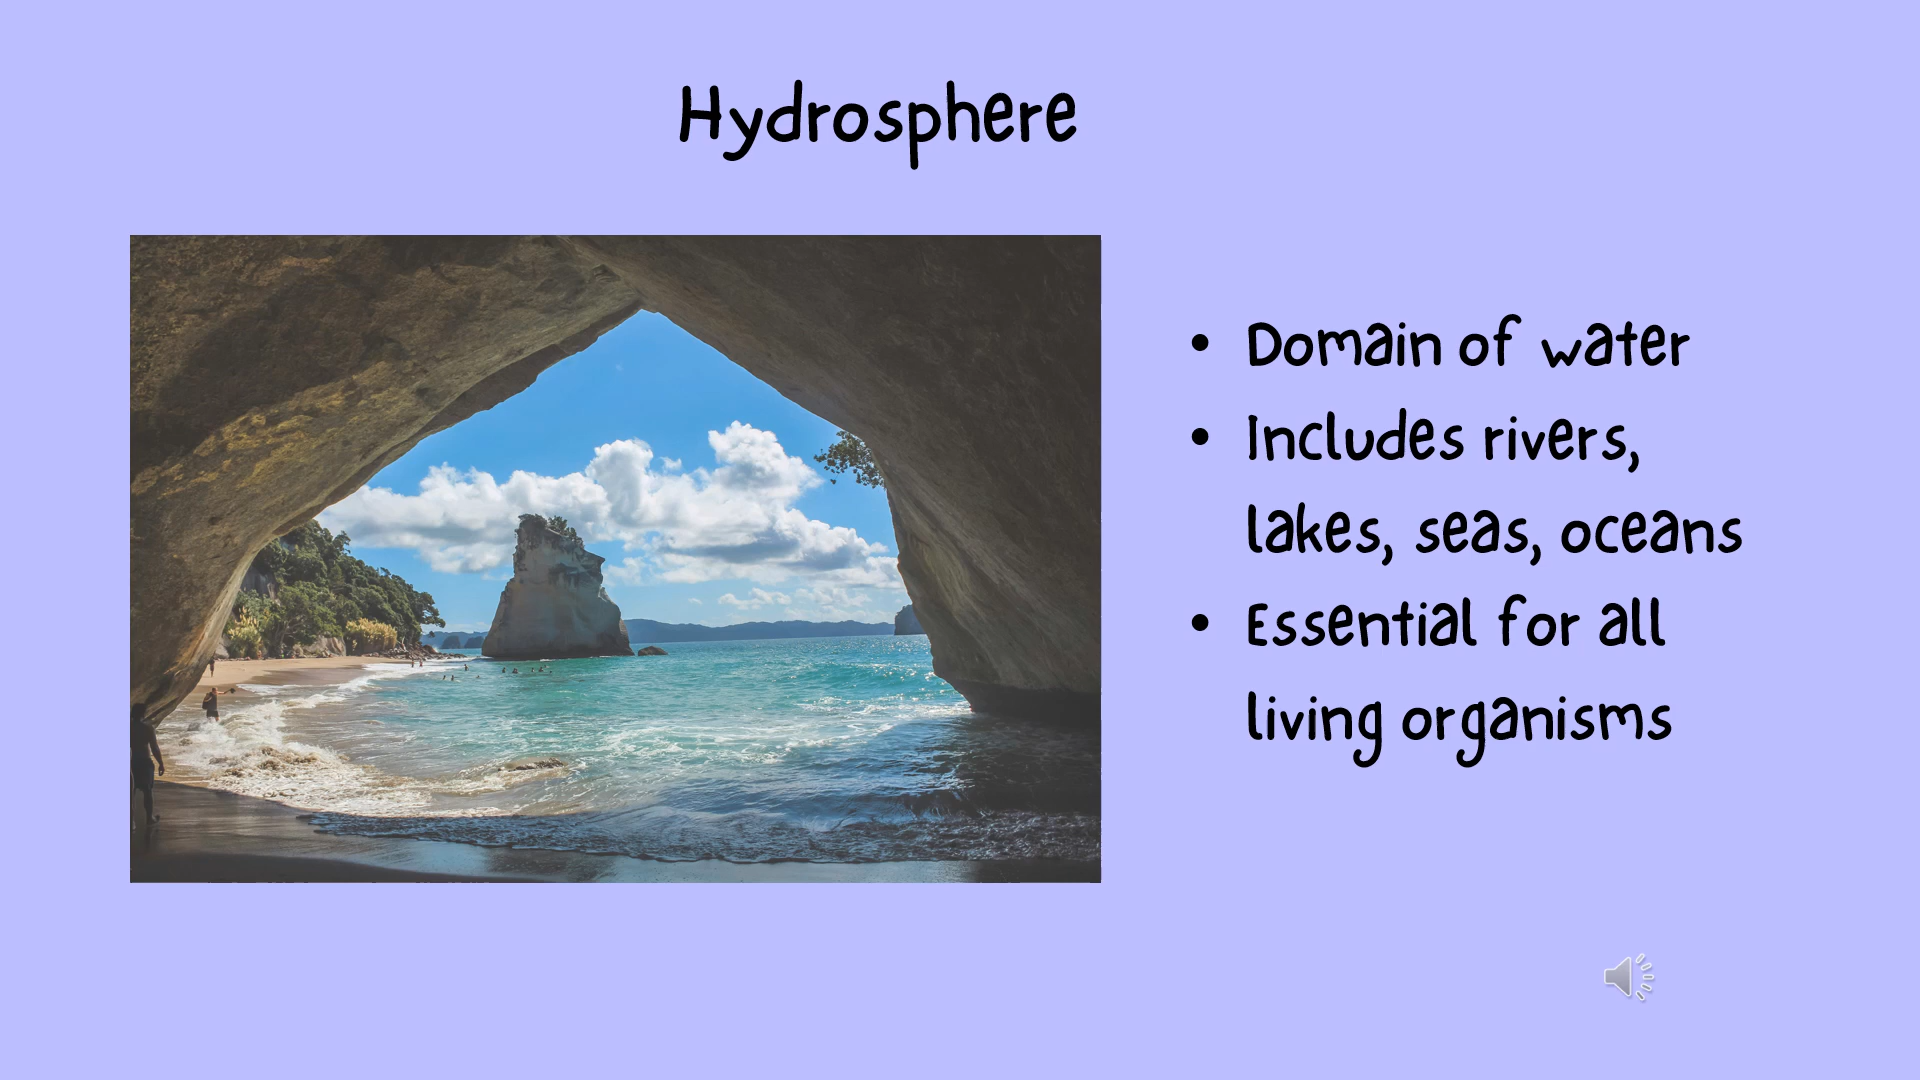 Hydrosphere
• Domain of water
• Includes rivers,
lakes, seas, oceans
• Essential for all
living organisms